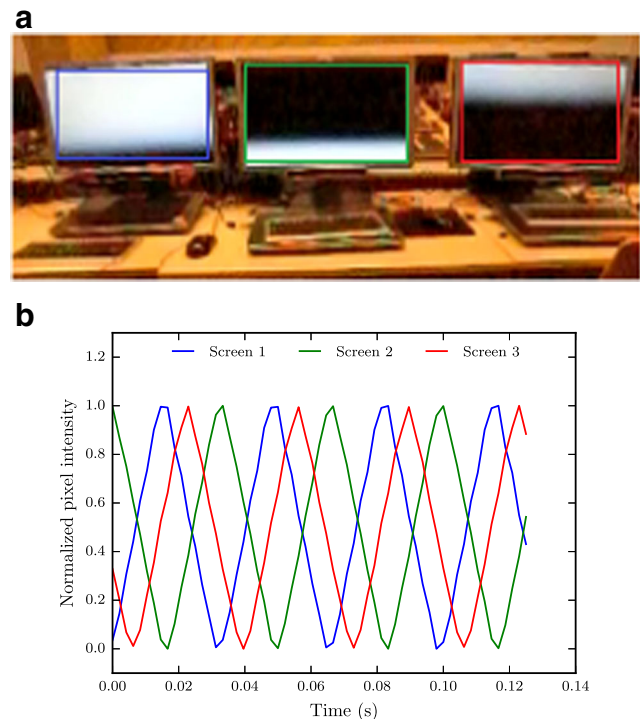 a
b
Screen 1 Screen 2 Screen 3
1.2
1.0
0.8
0.6
0.4
0.2
0.0
Normalized pixel intensity
0.00 0.02 0.04 0.06 0.08 0.10 0.12 0.14
Time (s)